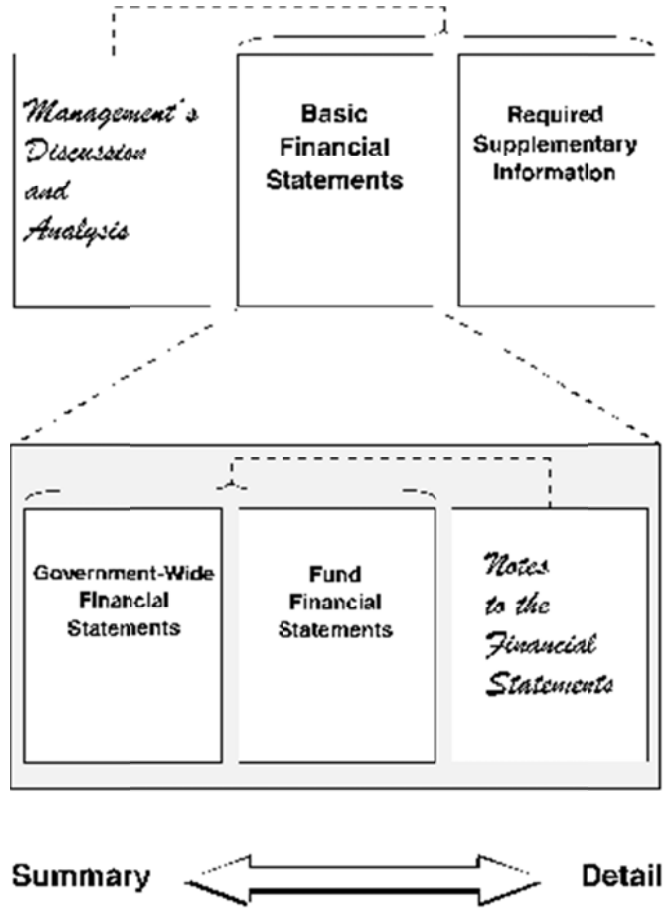 Management's
Discussion
and
Analysis
Basic
Financial
Statements
Required
Supplementary
Information
Government-Wide
Financial
Statements
Fund
Financial
Statements
Notes
to the
Financial
Statements
Summary
Detail